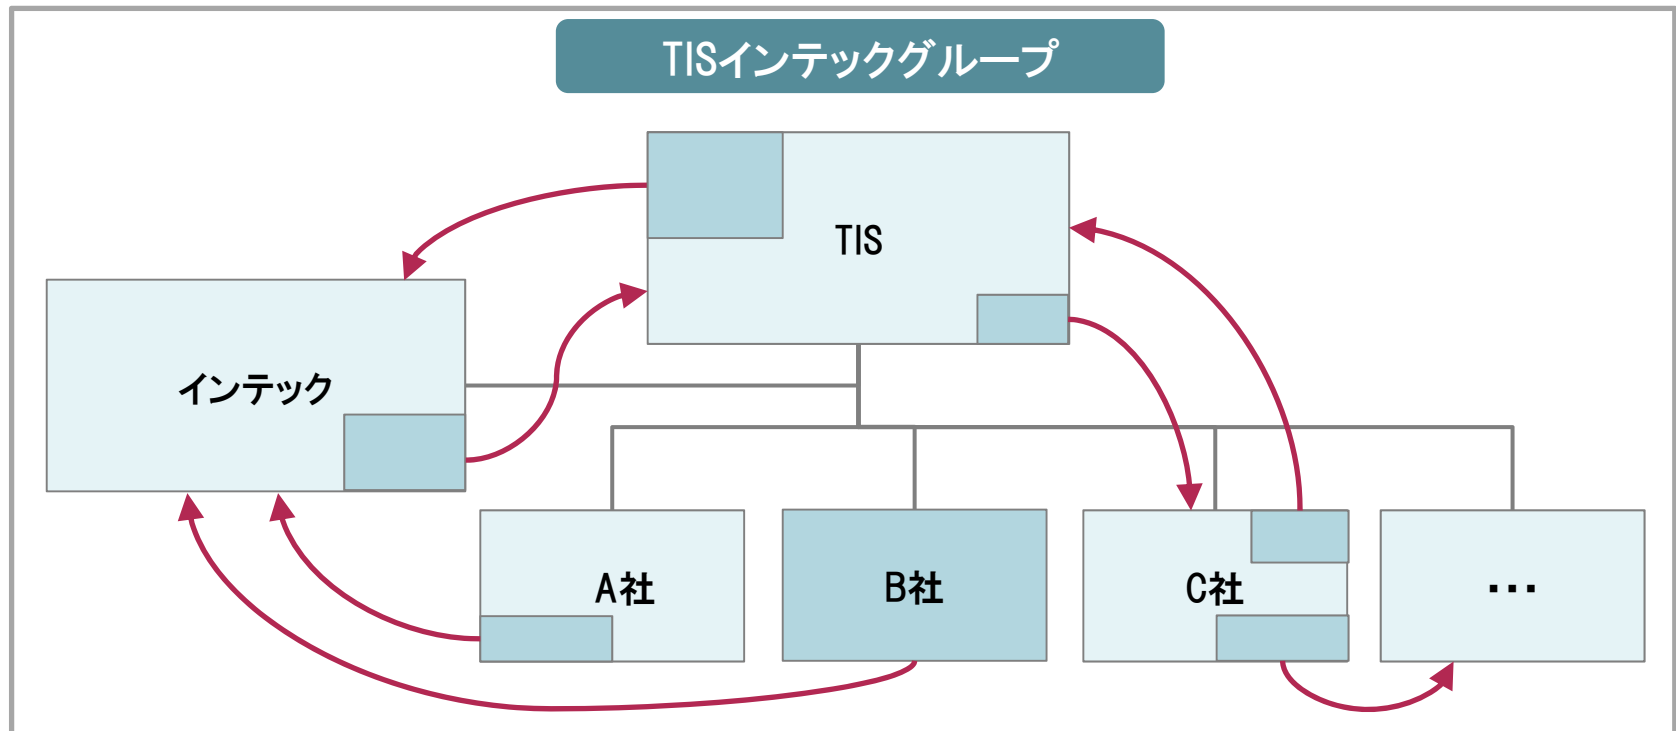 TISインテックグループ
TIS
インテック
A社
B社
C社
･･･